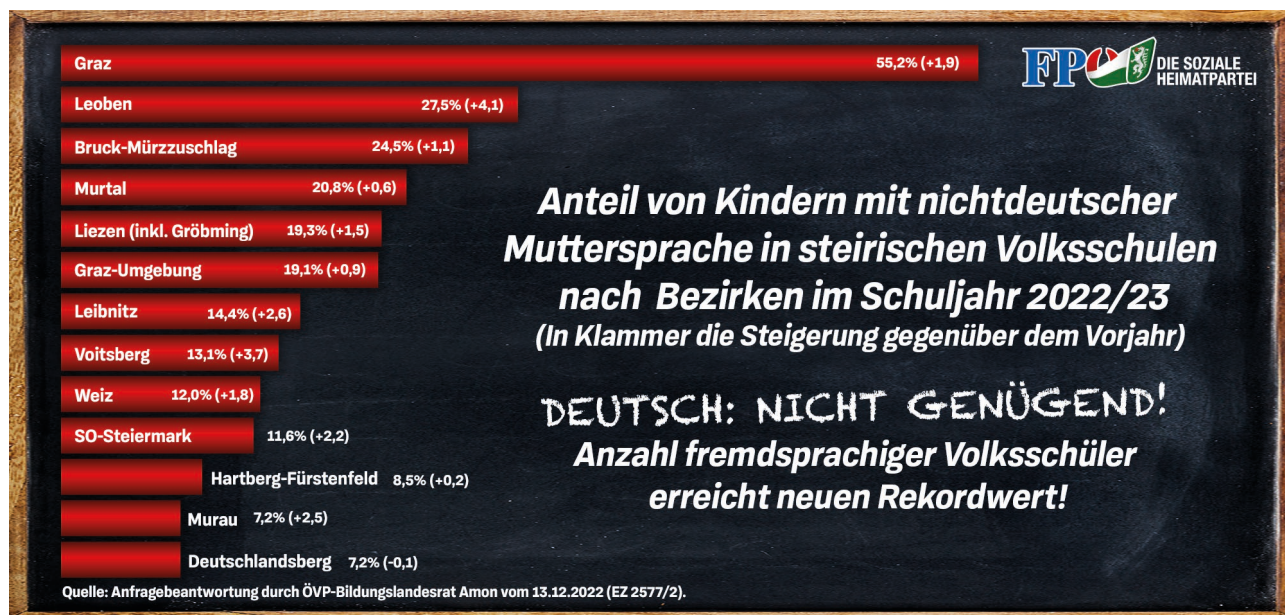 Graz 55,2% (+1,9)
Leoben 27,5% (+4,1)
Bruck-Mürzzuschlag 24,5% (+1,1)
Murtal 20,8% (+0,6)
Liezen (inkl. Gröbming) 19,3% (+1,5)
Graz-Umgebung 19,1% (+0,9)
Leibnitz 14,4% (+2,6)
Voitsberg 13,1% (+3,7)
Weiz 12,0% (+1,8)
SO-Steiermark 11,6% (+2,2)
Hartberg-Fürstenfeld 8,5% (+0,2)
Murau 7,2% (+2,5)
Deutschlandsberg 7,2% (-0,1)
Quelle: Anfragebeantwortung durch ÖVP-Bildungslandesrat Amon vom 13.12.2022 (EZ 2577/2).
FPÖ DIE SOZIALE
HEIMATPARTEI
Anteil von Kindern mit nichtdeutscher
Muttersprache in steirischen Volksschulen
nach Bezirken im Schuljahr 2022/23
(In Klammer die Steigerung gegenüber dem Vorjahr)
DEUTSCH: NICHT GENÜGEND!
Anzahl fremdsprachiger Volksschüler
erreicht neuen Rekordwert!